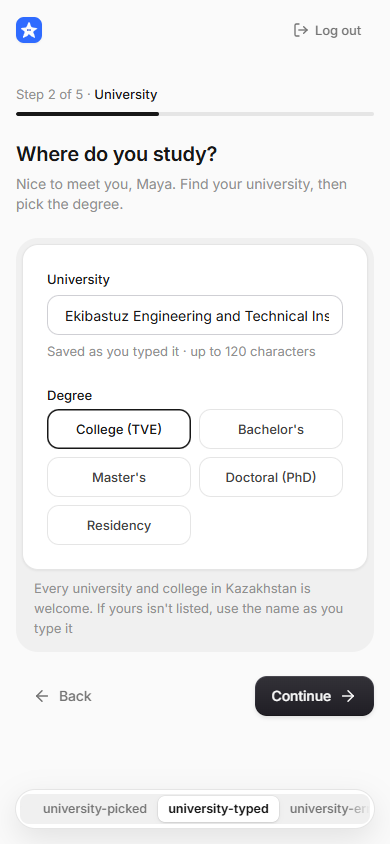 Log out
Step 2 of 5 · University
Where do you study?
Nice to meet you, Maya. Find your university, then
pick the degree.
University
Ekibastuz Engineering and Technical Ins
Saved as you typed it · up to 120 characters
Degree
College (TVE)
Bachelor's
Master's
Doctoral (PhD)
Residency
Every university and college in Kazakhstan is
welcome. If yours isn't listed, use the name as you
type it
Back
Continue
university-picked
university-typed
university-er